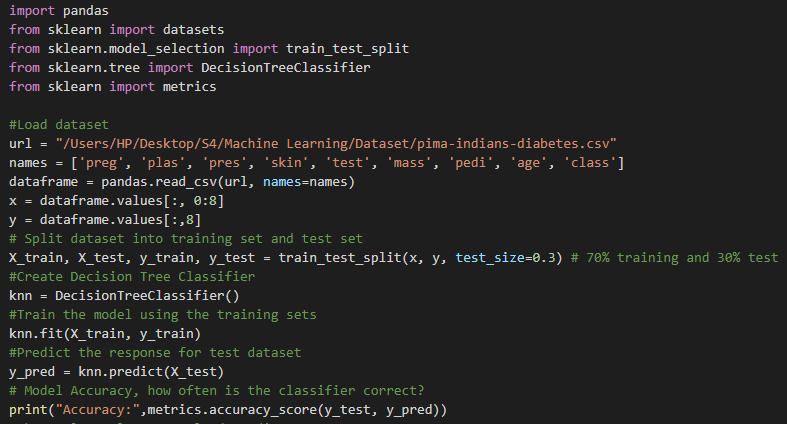 import pandas
from sklearn import datasets
from sklearn.model_selection import train_test_split
from sklearn.tree import DecisionTreeClassifier
from sklearn import metrics
#Load dataset
url = "/Users/HP/Desktop/S4/Machine Learning/Dataset/pima-indians-diabetes.csv"
names = ['preg', 'plas', 'pres', 'skin', 'test', 'mass', 'pedi', 'age', 'class']
dataframe = pandas.read_csv(url, names=names)
x = dataframe.values[:, 0:8]
y = dataframe.values[:,8]
# Split dataset into training set and test set
X_train, X_test, y_train, y_test = train_test_split(x, y, test_size=0.3) # 70% training and 30% test
#Create Decision Tree Classifier
knn = DecisionTreeClassifier()
#Train the model using the training sets
knn.fit(X_train, y_train)
#Predict the response for test dataset
y_pred = knn.predict(X_test)
# Model Accuracy, how often is the classifier correct?
print("Accuracy:",metrics.accuracy_score(y_test, y_pred))